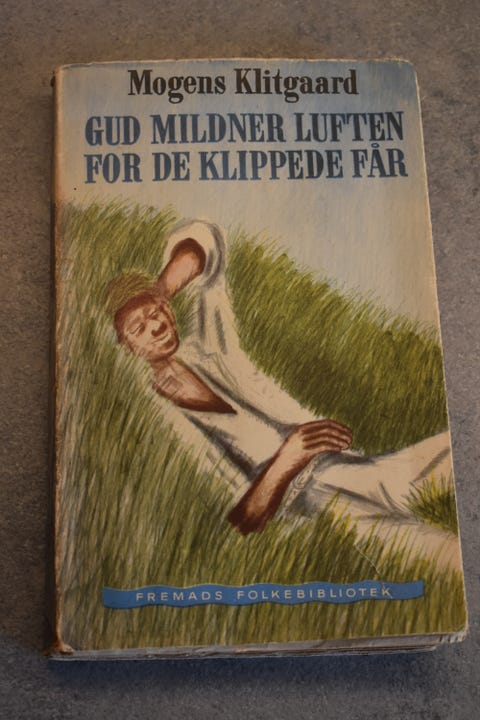 Mogens Klitgaard
GUD MILDNER LUFTEN
FOR DE KLIPPEDE FÅR
FREMADS FOLKEBIBLIOTEK